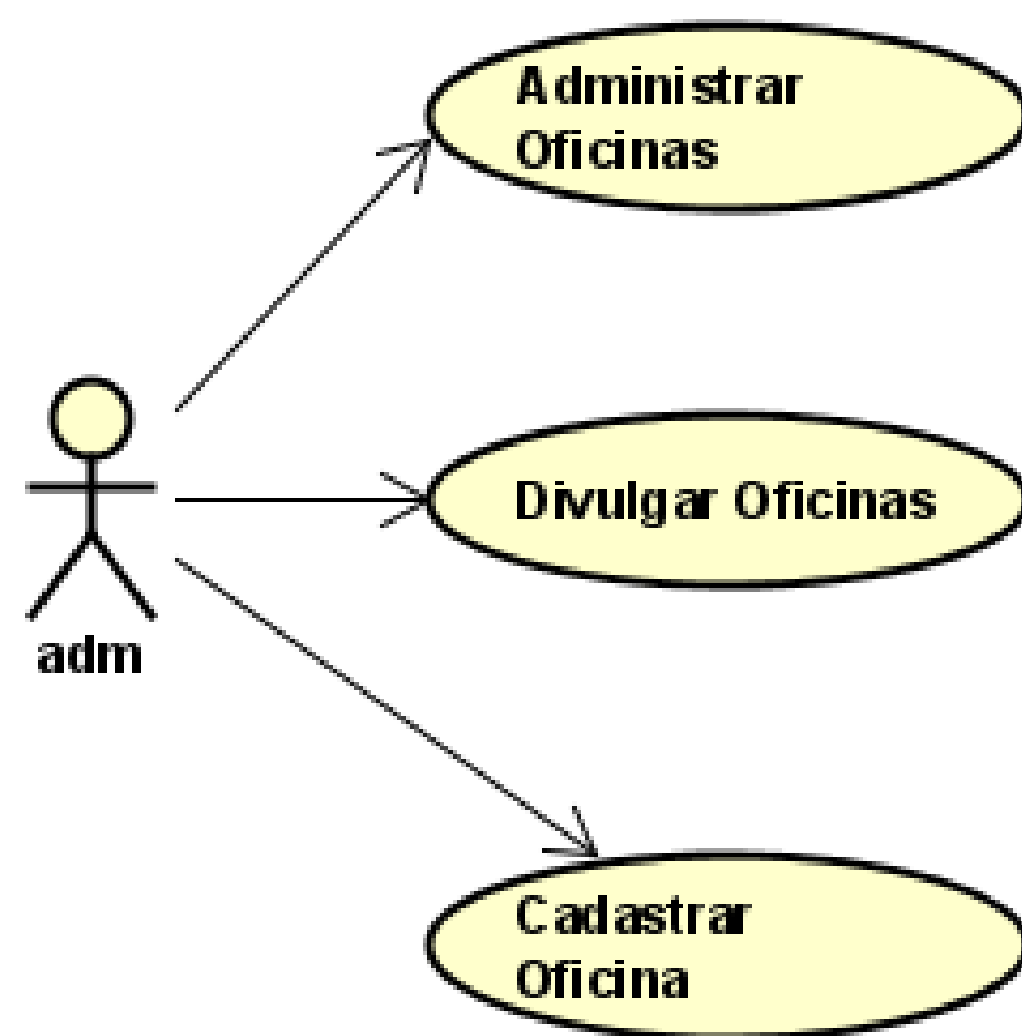 Administrar
Oficinas
Divulgar Oficinas
adm
Cadastrar
Oficina